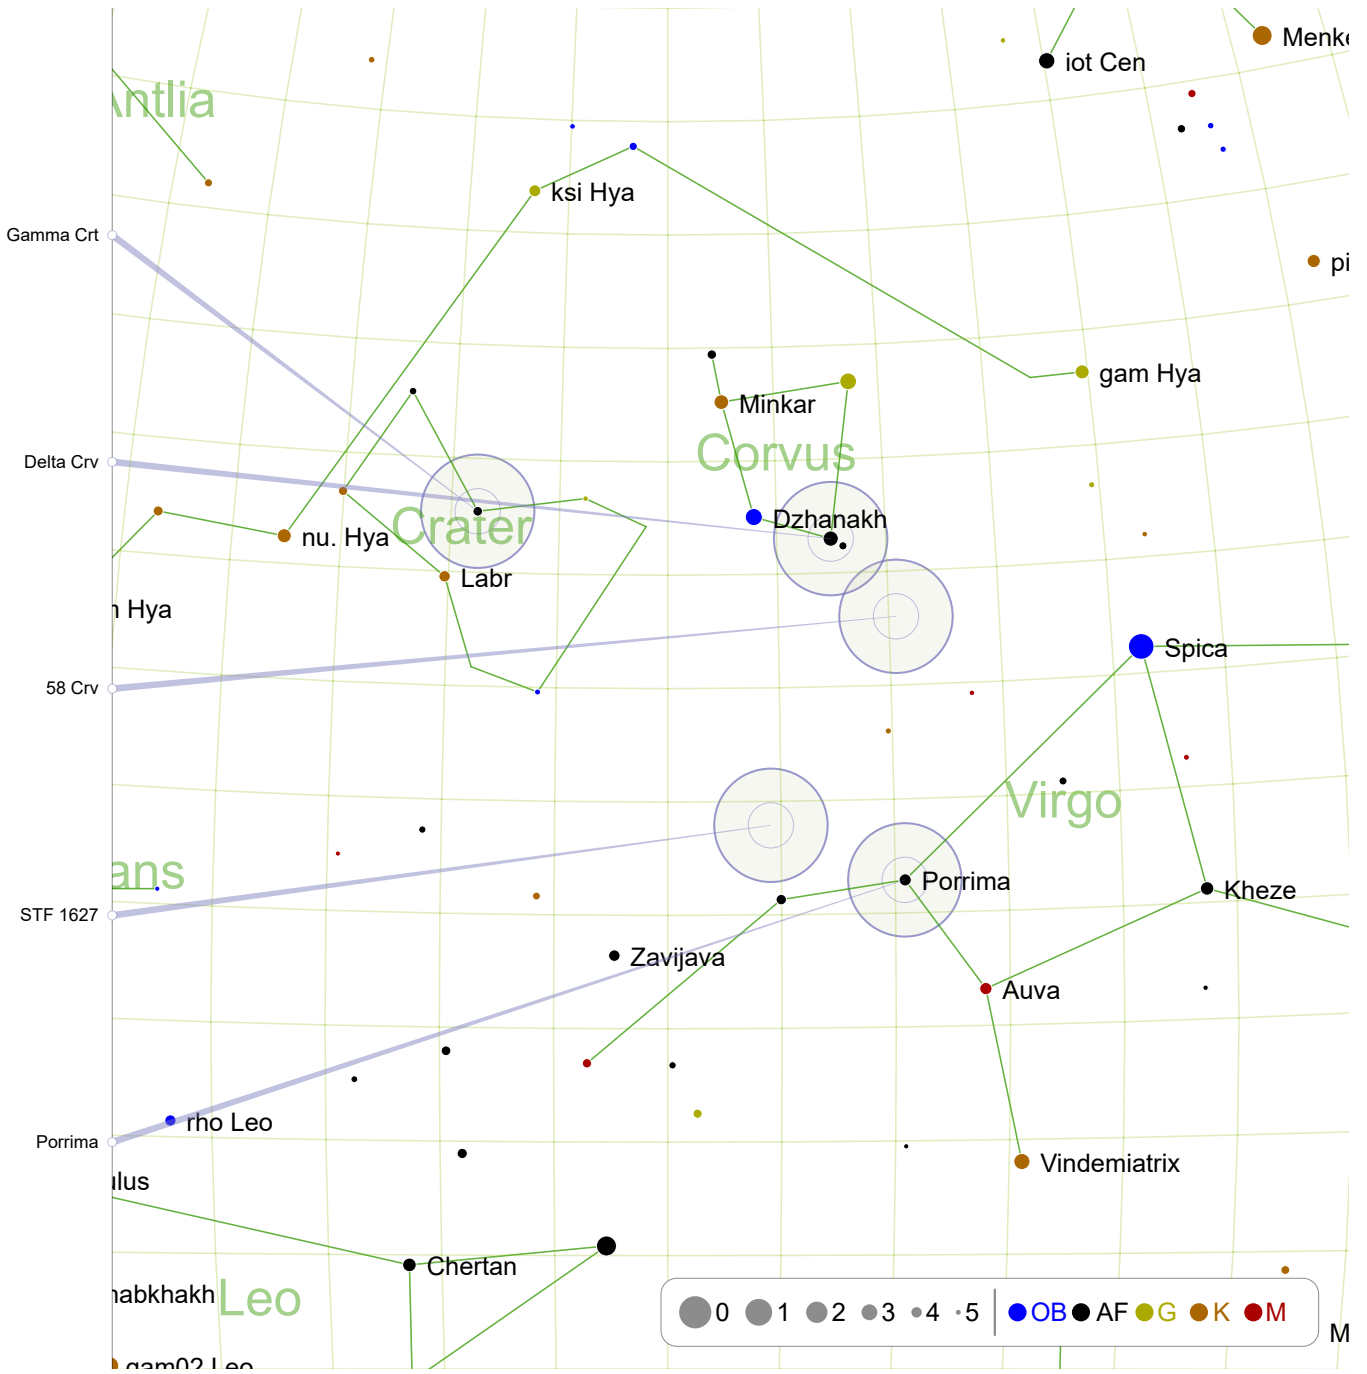 Menke
iot Cen
Antlia
ksi Hya
Gamma Crt
pi
gam Hya
Minkar
Corvus
Delta Crv
Dzhanakh
Crater
nu. Hya
Labr
Hya
Spica
58 Crv
Virgo
ans
Porrima
Kheze
STF 1627
Zavijava
Auva
rho Leo
Porrima
Vindemiatrix
ulus
Chertan
nabkhakh
Leo
0 1 2 3 4 5 OB AF G K M
M
gam02 Leo